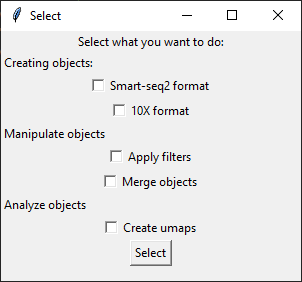 Select
Select what you want to do:
Creating objects:
Smart-seq2 format
10X format
Manipulate objects
Apply filters
Merge objects
Analyze objects
Create umaps
Select